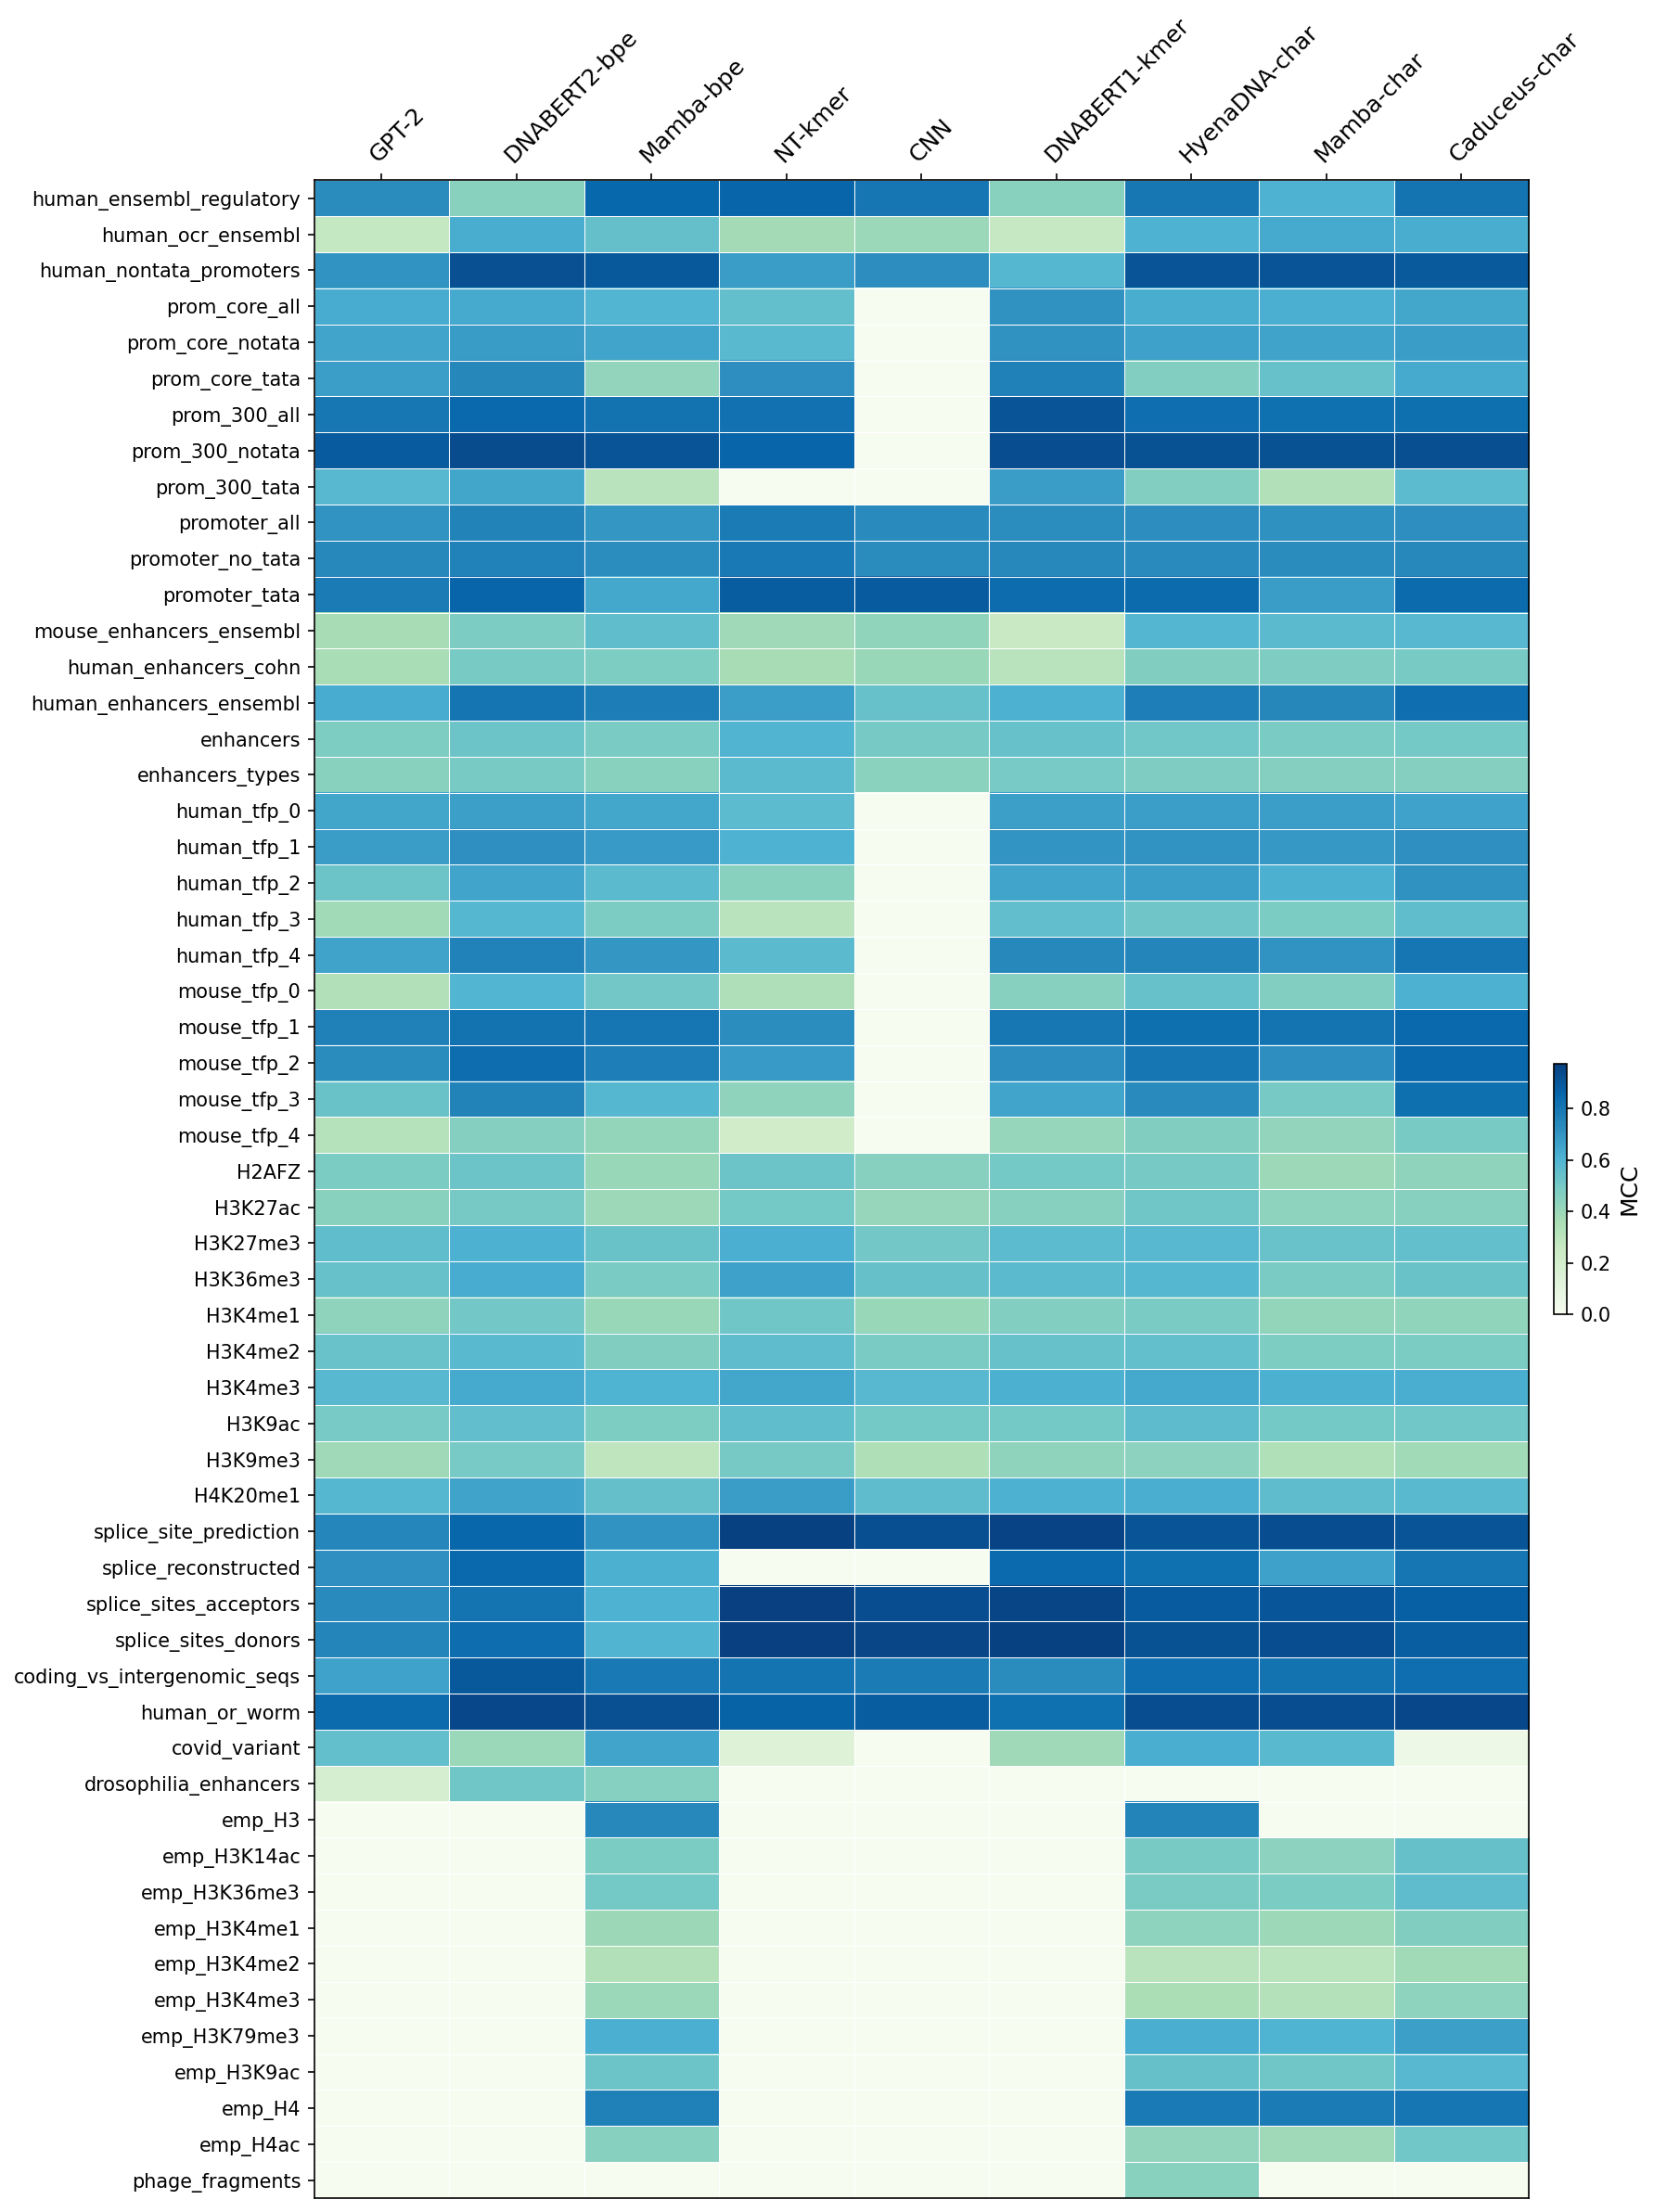 GPT-2
DNABERT2-bpe
Mamba-bpe
NT-kmer
CNN
DNABERT1-kmer
HyenaDNA-char
Mamba-char
Caduceus-char
human_ensembl_regulatory
human_ocr_ensembl
human_nontata_promoters
prom_core_all
prom_core_notata
prom_core_tata
prom_300_all
prom_300_notata
prom_300_tata
promoter_all
promoter_no_tata
promoter_tata
mouse_enhancers_ensembl
human_enhancers_cohn
human_enhancers_ensembl
enhancers
enhancers_types
human_tfp_0
human_tfp_1
human_tfp_2
human_tfp_3
human_tfp_4
mouse_tfp_0
mouse_tfp_1
mouse_tfp_2
mouse_tfp_3
mouse_tfp_4
H2AFZ
H3K27ac
H3K27me3
H3K36me3
H3K4me1
H3K4me2
H3K4me3
H3K9ac
H3K9me3
H4K20me1
splice_site_prediction
splice_reconstructed
splice_sites_acceptors
splice_sites_donors
coding_vs_intergenomic_seqs
human_or_worm
covid_variant
drosophilia_enhancers
emp_H3
emp_H3K14ac
emp_H3K36me3
emp_H3K4me1
emp_H3K4me2
emp_H3K4me3
emp_H3K79me3
emp_H3K9ac
emp_H4
emp_H4ac
phage_fragments
0.8
0.6
0.4
0.2
0.0
MCC